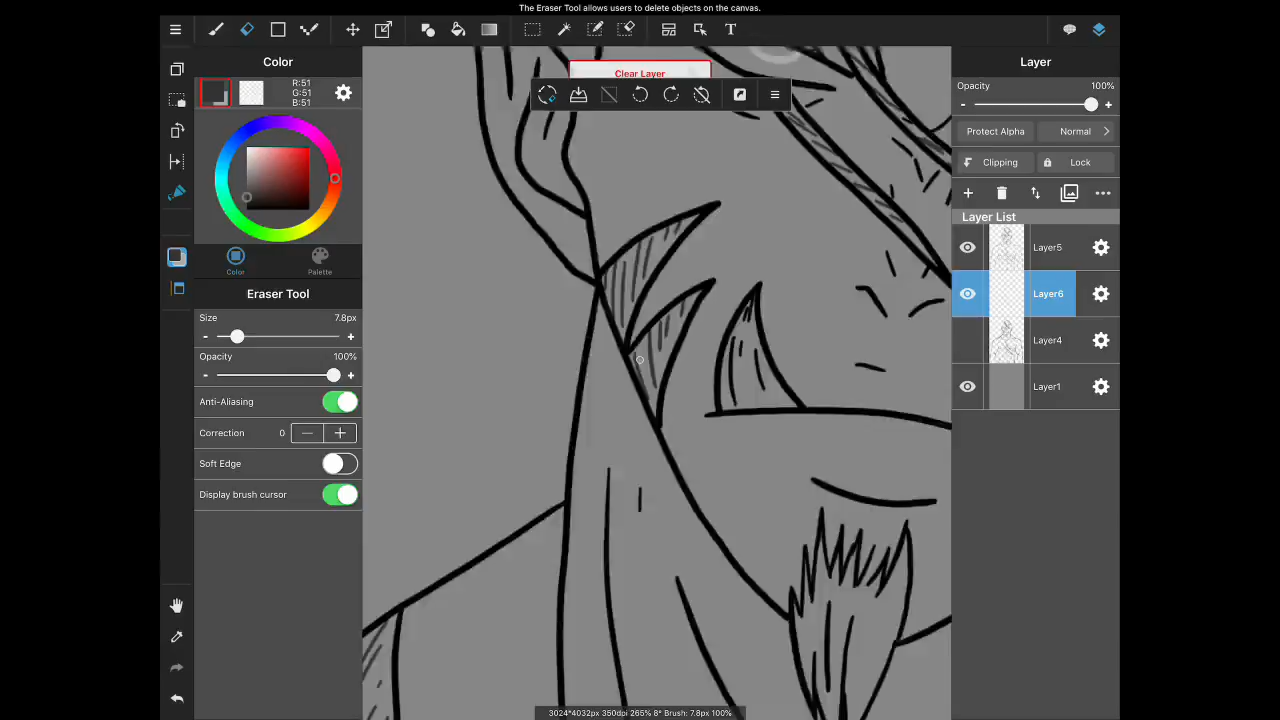 The Eraser Tool allows users to delete objects on the canvas.
Color
R:51
G:51
B:51
Color
Palette
Eraser Tool
Size 7.8px
- +
Opacity 100%
- +
Anti-Aliasing
Correction 0
Soft Edge
Display brush cursor
Clear Layer
3024*4032px 350dpi 265% 8° Brush: 7.8px 100%
T
Layer
Opacity 100%
- +
Protect Alpha Normal
Clipping Lock
Layer List
Layer5
Layer6
Layer4
Layer1